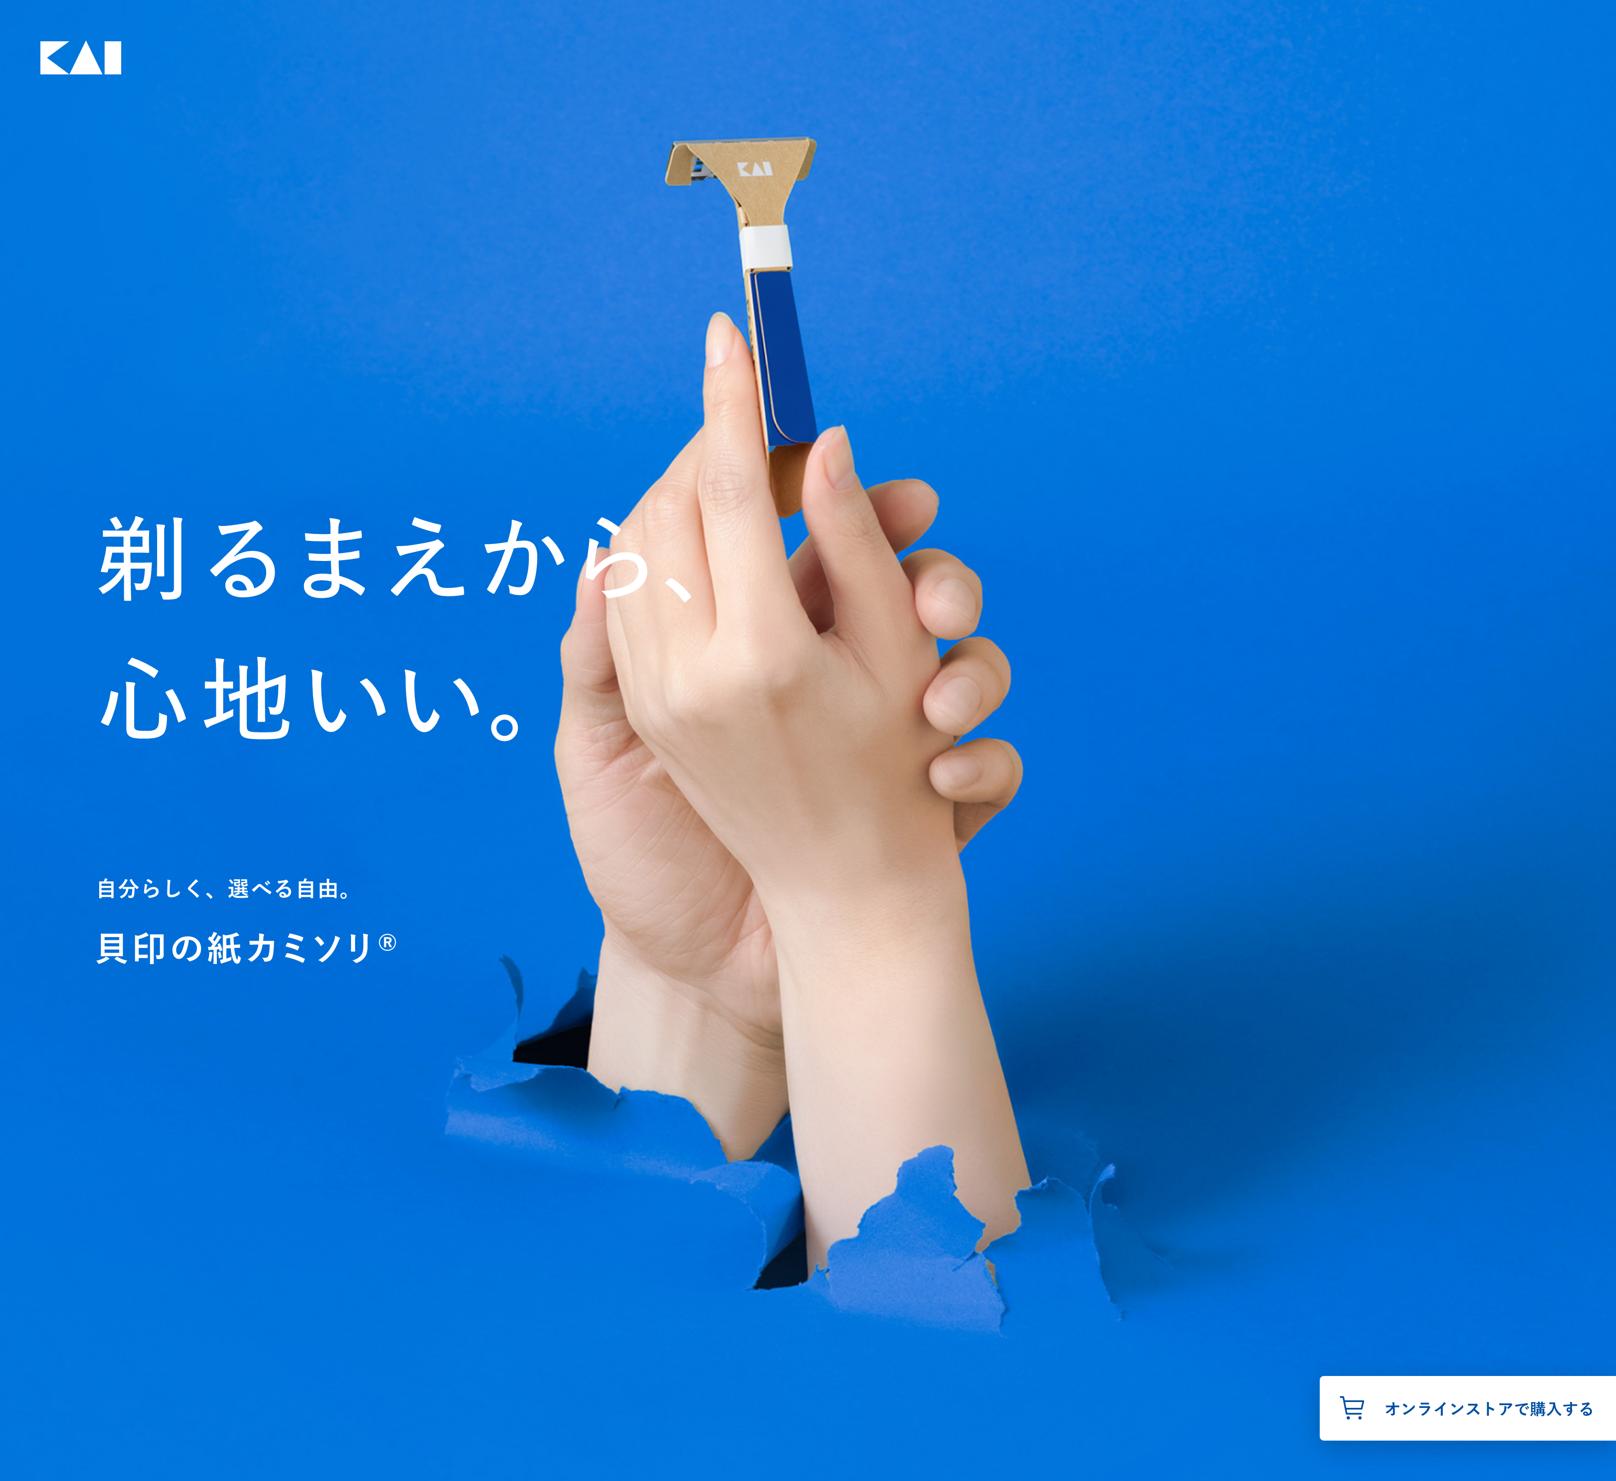 KAI
KAI
剃るまえから、
心地いい。
自分らしく、選べる自由。
貝印の紙カミソリ®
オンラインストアで購入する